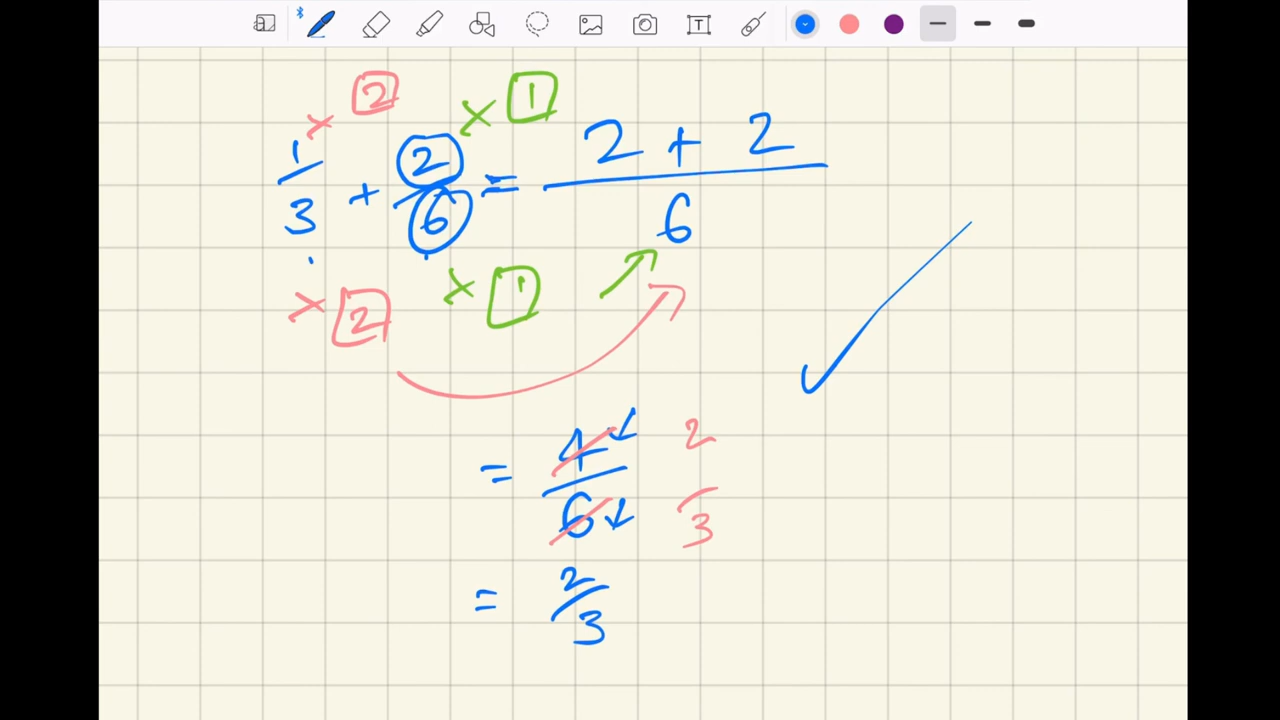 × 2 × 1
1/3 + 2/6 = (2 + 2)/6
× 2 × 1
= 4/6 2/3
= 2/3
T